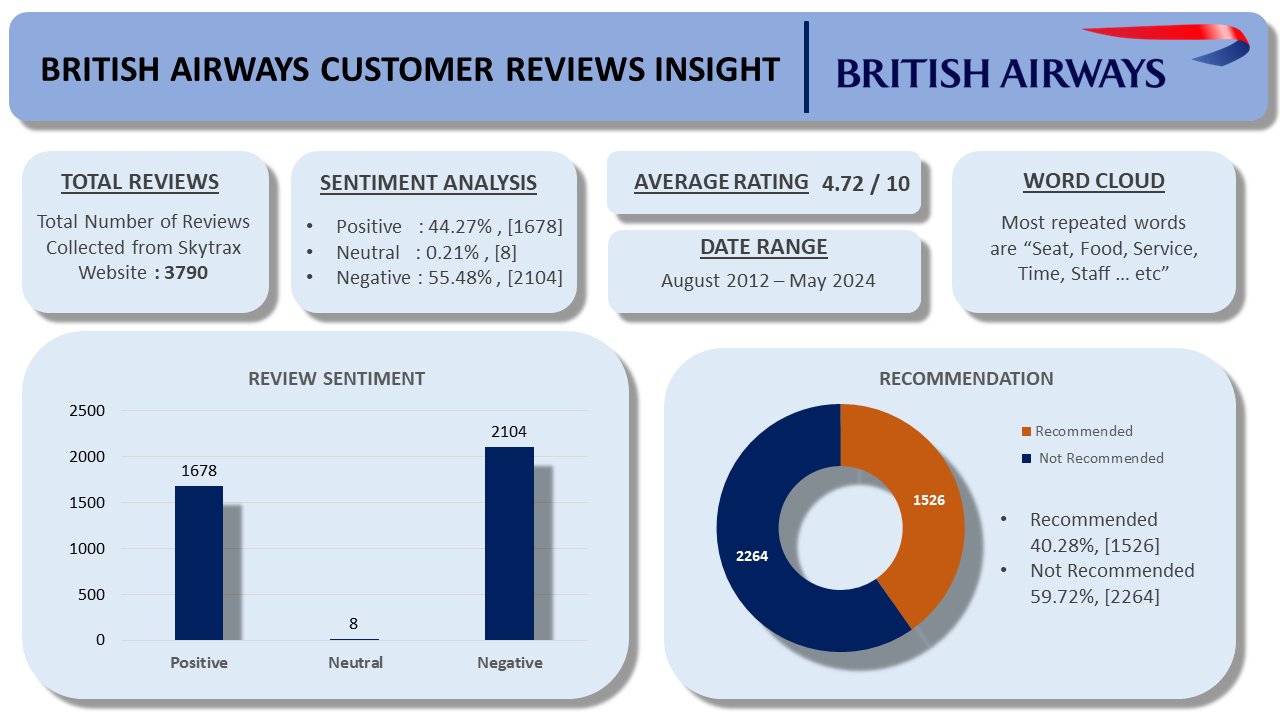 BRITISH AIRWAYS CUSTOMER REVIEWS INSIGHT
BRITISH AIRWAYS
TOTAL REVIEWS
Total Number of Reviews
Collected from Skytrax
Website : 3790
SENTIMENT ANALYSIS
• Positive : 44.27% , [1678]
• Neutral : 0.21% , [8]
• Negative : 55.48% , [2104]
AVERAGE RATING 4.72 / 10
DATE RANGE
August 2012 – May 2024
WORD CLOUD
Most repeated words
are “Seat, Food, Service,
Time, Staff ... etc”
REVIEW SENTIMENT
2500
2000
1500
1000
500
0
1678
8
2104
Positive
Neutral
Negative
RECOMMENDATION
1526
2264
Recommended
Not Recommended
• Recommended
40.28%, [1526]
• Not Recommended
59.72%, [2264]